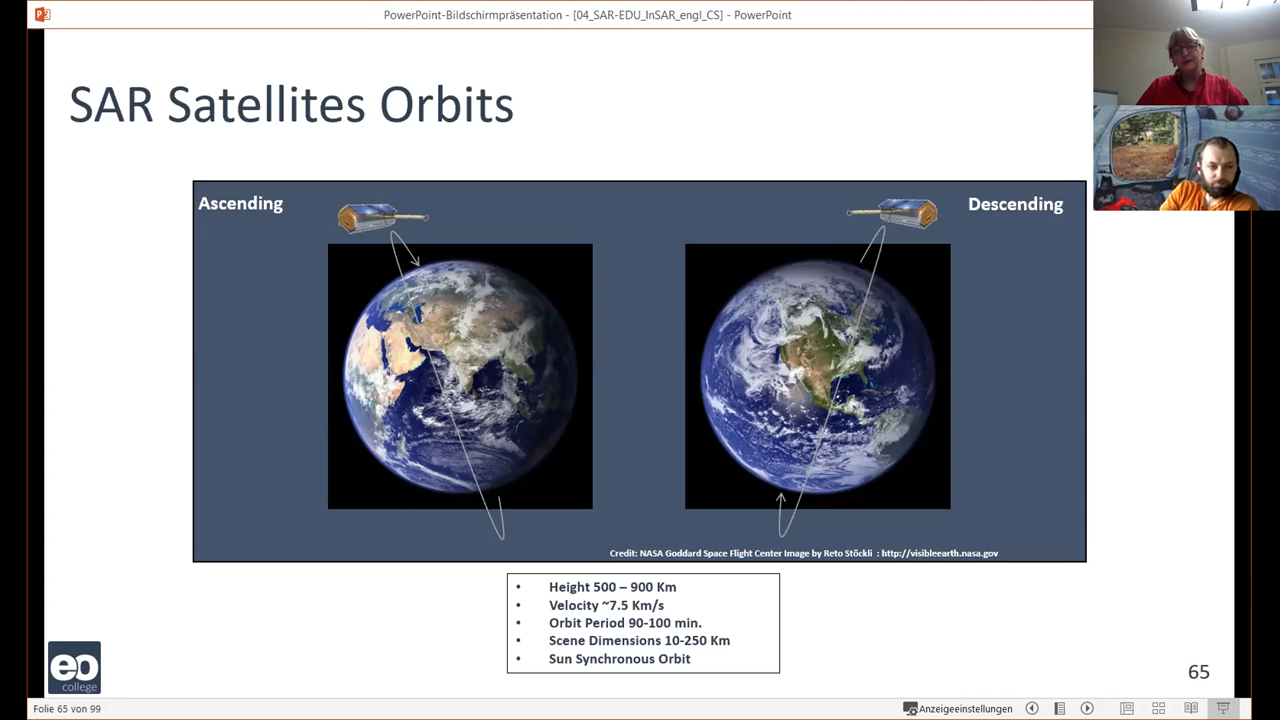 PowerPoint-Bildschirmpräsentation - [04_SAR-EDU_InSAR_engl_CS] - PowerPoint
SAR Satellites Orbits
Ascending
Descending
Credit: NASA Goddard Space Flight Center Image by Reto Stöckli : http://visibleearth.nasa.gov
• Height 500 – 900 Km
• Velocity ~7.5 Km/s
• Orbit Period 90-100 min.
• Scene Dimensions 10-250 Km
• Sun Synchronous Orbit
eo
college
65
Folie 65 von 99
Anzeigeeinstellungen